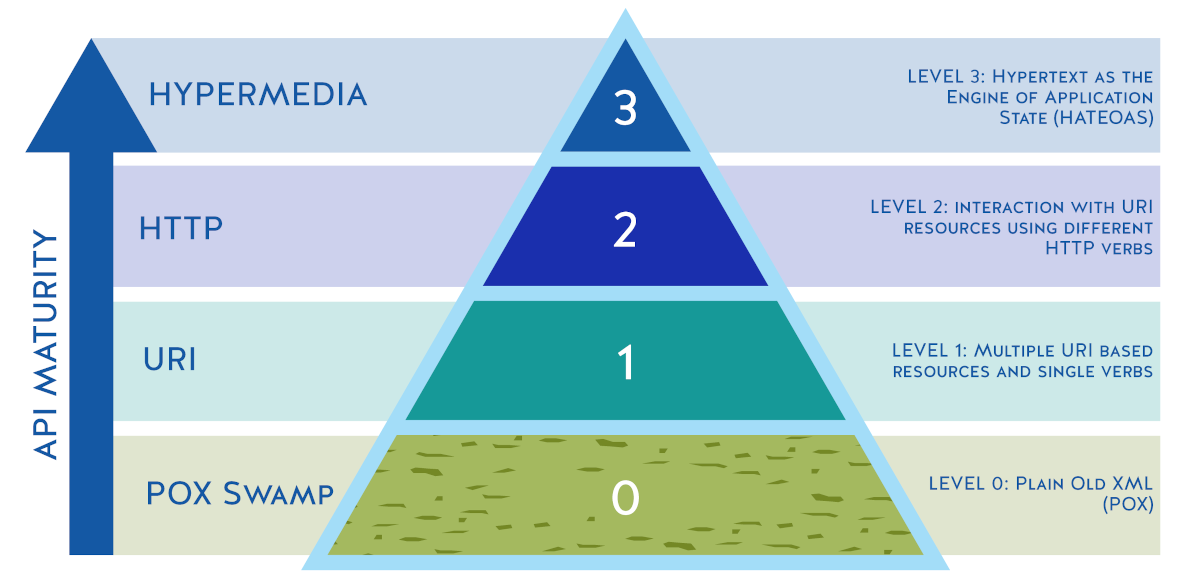 HYPERMEDIA
3
LEVEL 3: HYPERTEXT AS THE
ENGINE OF APPLICATION
STATE (HATEOAS)
HTTP
2
LEVEL 2: INTERACTION WITH URI
RESOURCES USING DIFFERENT
HTTP VERBS
API MATURITY
URI
1
LEVEL 1: MULTIPLE URI BASED
RESOURCES AND SINGLE VERBS
POX SWAMP
0
LEVEL 0: PLAIN OLD XML
(POX)